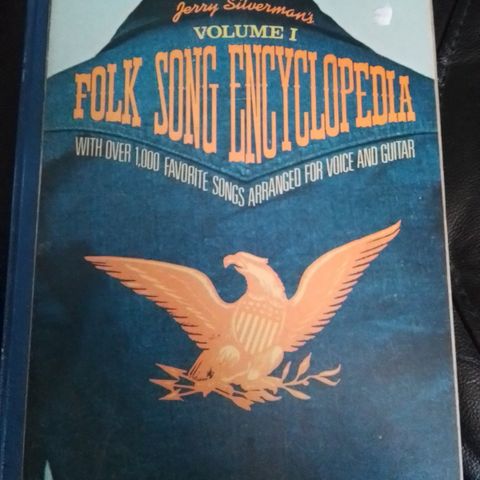 Jerry Silverman's
VOLUME I
FOLK SONG ENCYCLOPEDIA
WITH OVER 1,000 FAVORITE SONGS ARRANGED FOR VOICE AND GUITAR